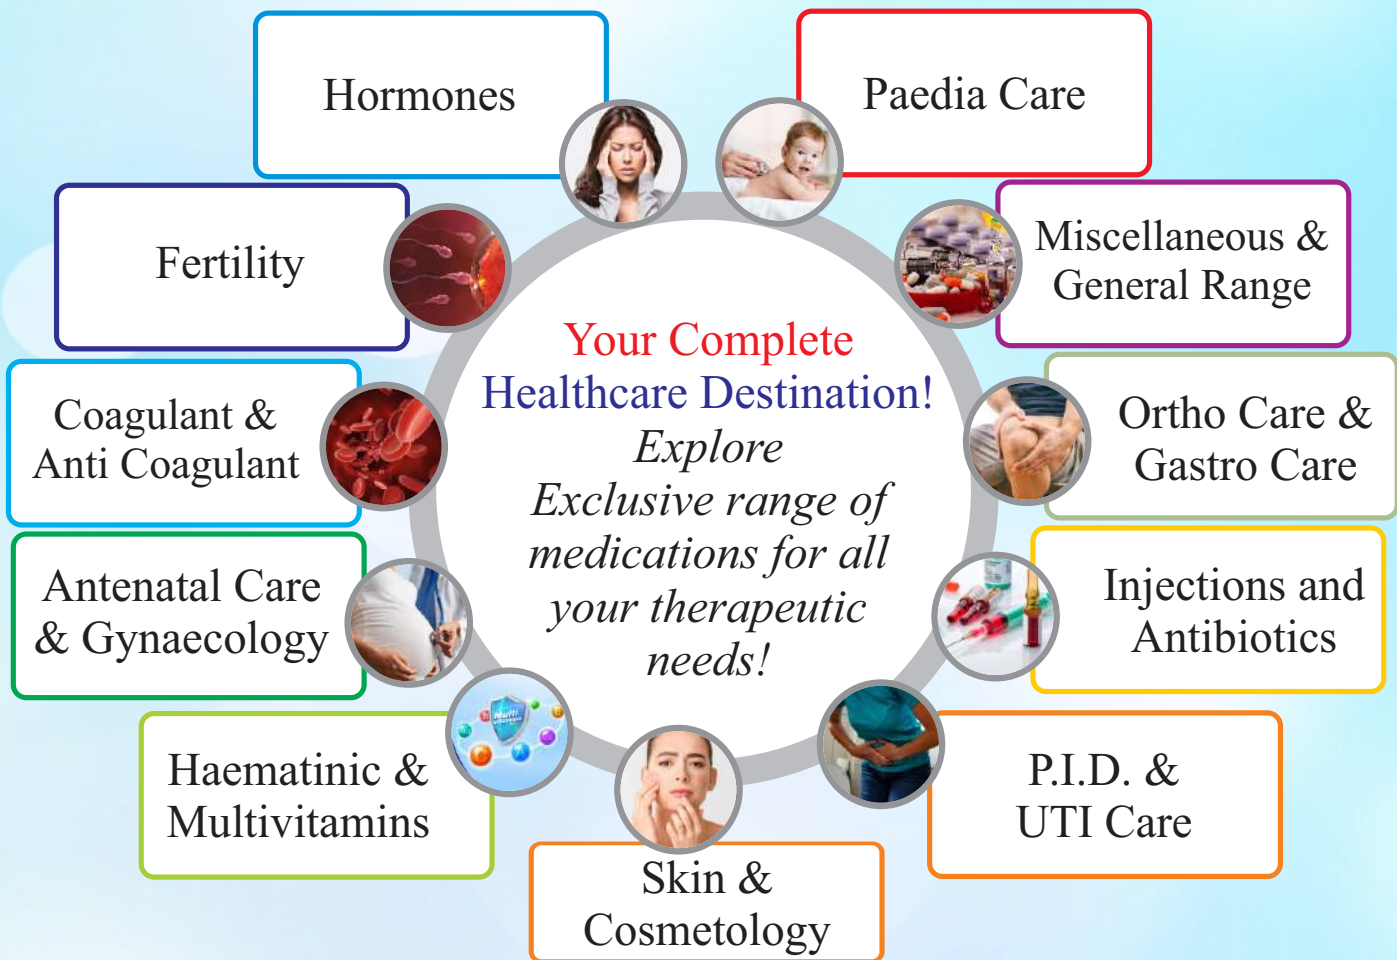 Hormones
Paedia Care
Fertility
Miscellaneous &
General Range
Your Complete
Healthcare Destination!
Explore
Exclusive range of
medications for all
your therapeutic
needs!
Coagulant &
Anti Coagulant
Ortho Care &
Gastro Care
Antenatal Care
& Gynaecology
Injections and
Antibiotics
Haematinic &
Multivitamins
P.I.D. &
UTI Care
Skin &
Cosmetology